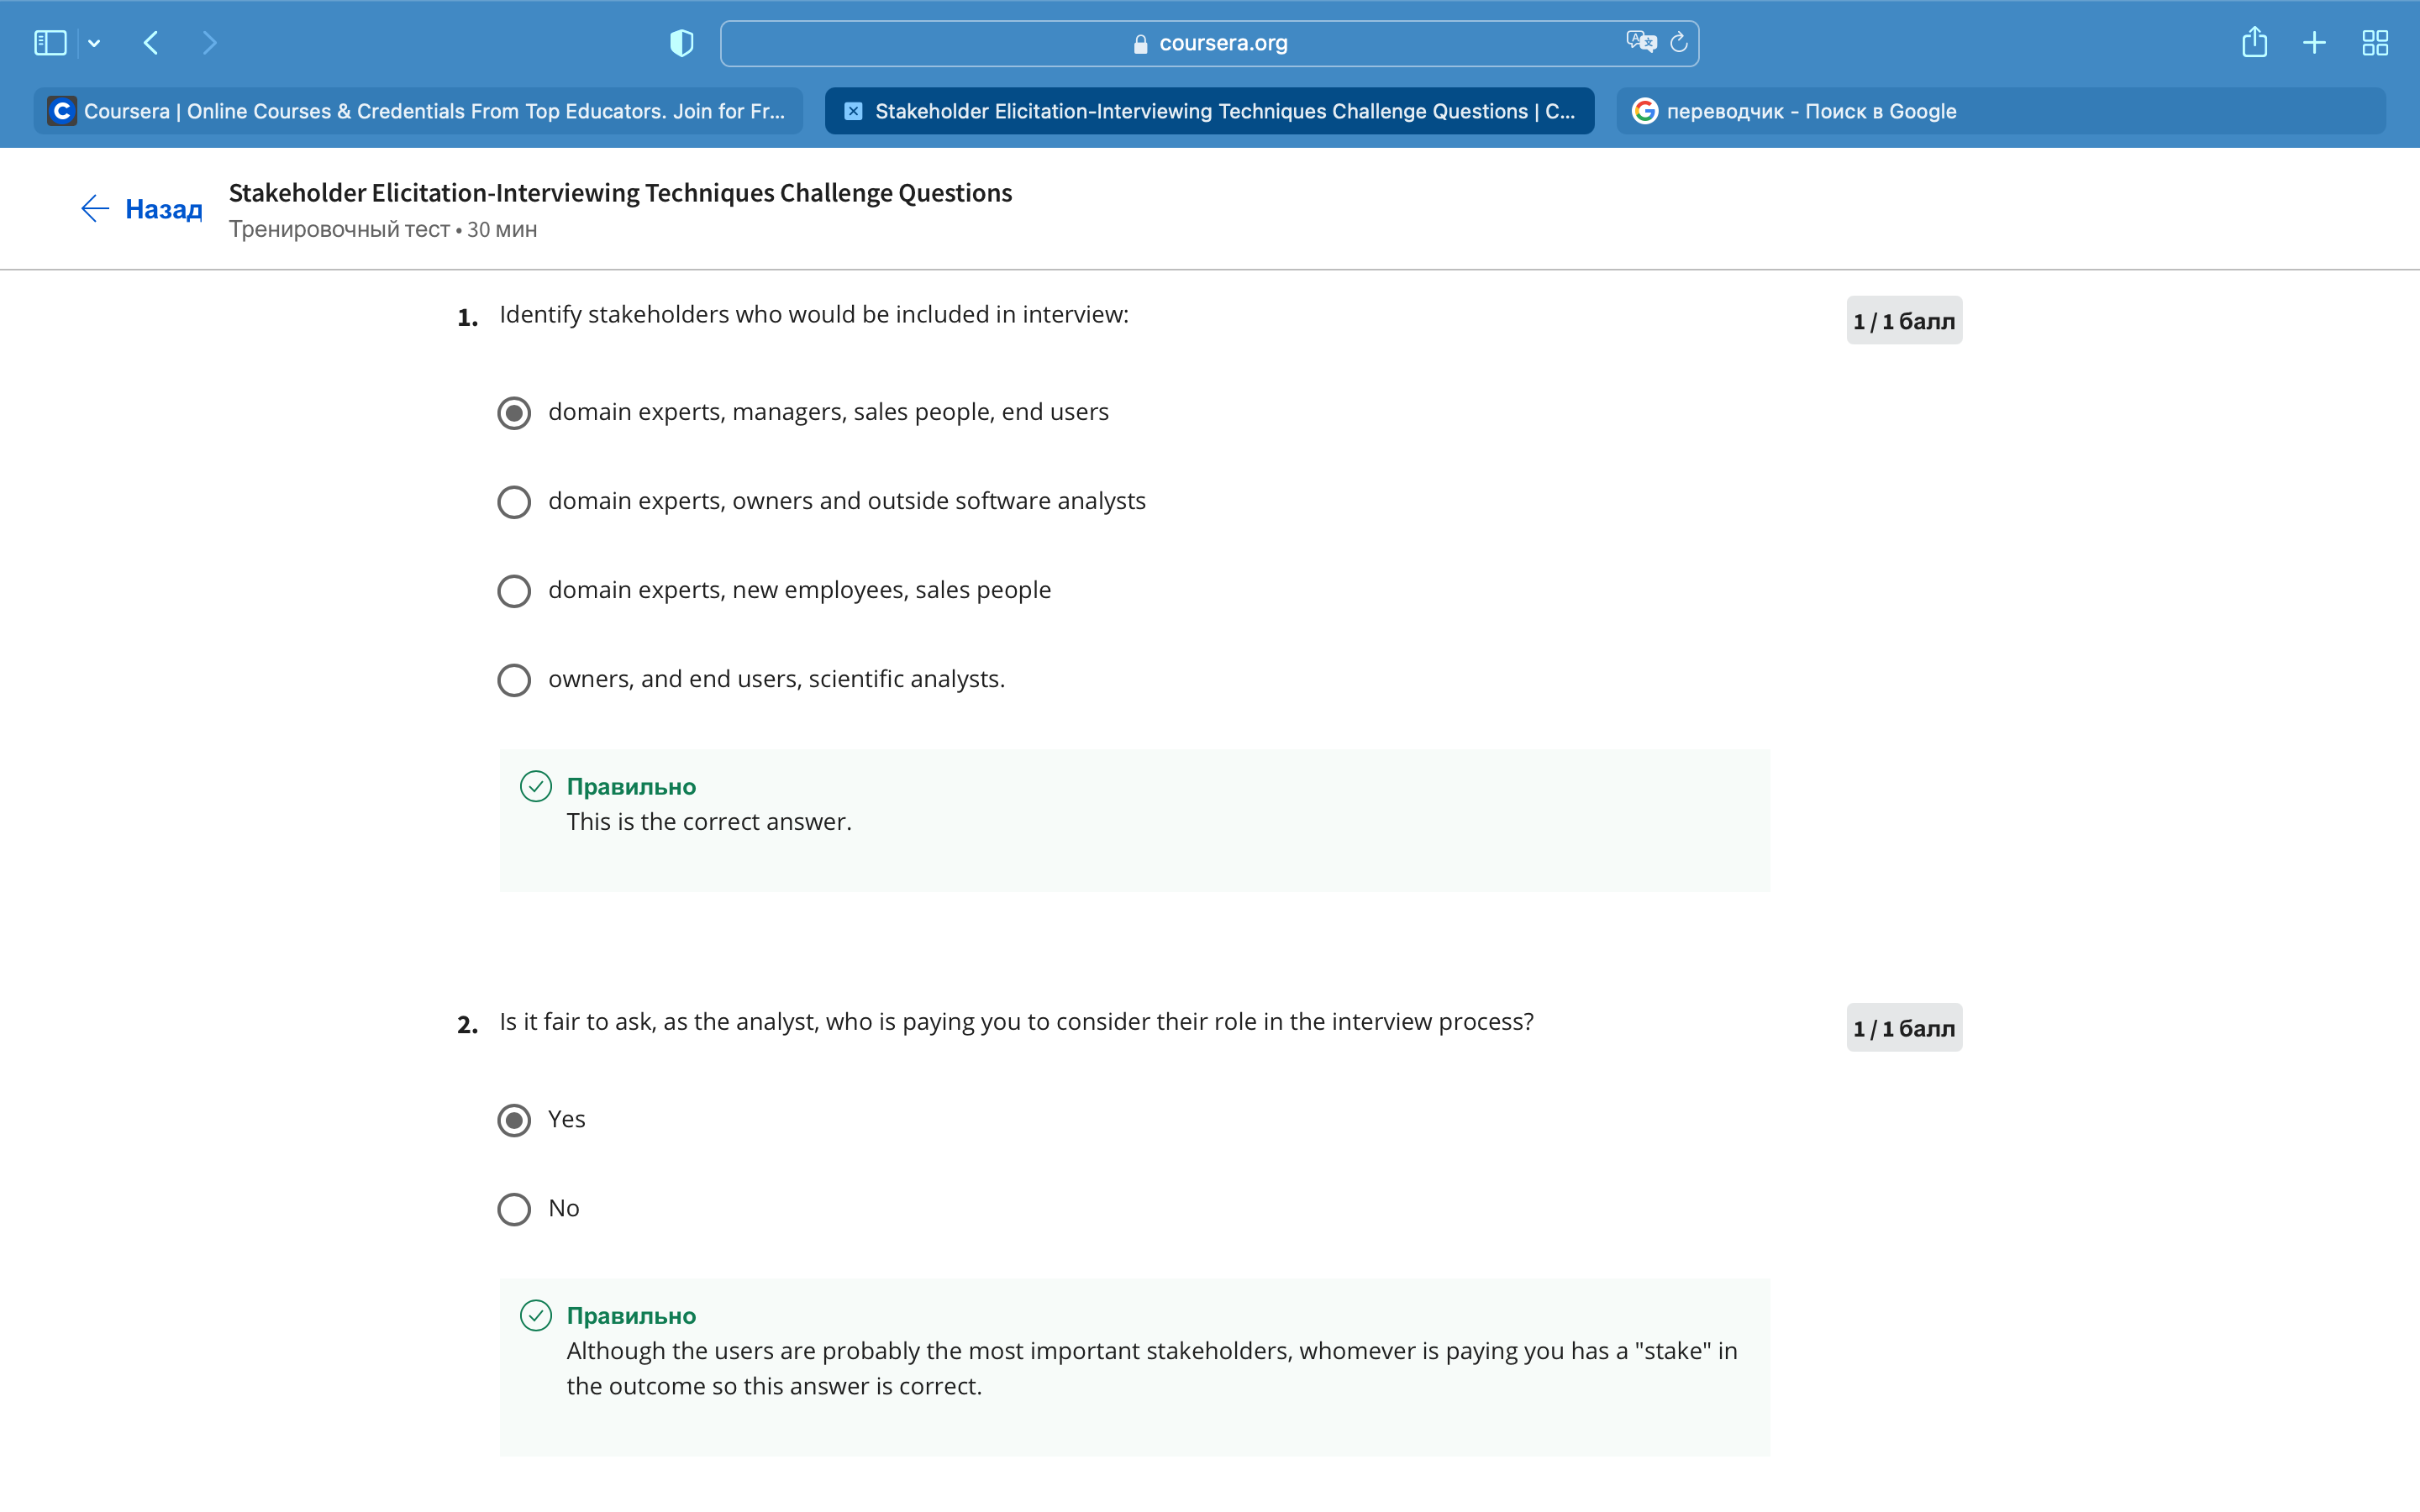 coursera.org
Coursera | Online Courses & Credentials From Top Educators. Join for Fr...
Stakeholder Elicitation-Interviewing Techniques Challenge Questions | C...
переводчик - Поиск в Google
Назад
Stakeholder Elicitation-Interviewing Techniques Challenge Questions
Тренировочный тест • 30 мин
1. Identify stakeholders who would be included in interview:
1 / 1 балл
domain experts, managers, sales people, end users
domain experts, owners and outside software analysts
domain experts, new employees, sales people
owners, and end users, scientific analysts.
Правильно
This is the correct answer.
2. Is it fair to ask, as the analyst, who is paying you to consider their role in the interview process?
1 / 1 балл
Yes
No
Правильно
Although the users are probably the most important stakeholders, whomever is paying you has a "stake" in
the outcome so this answer is correct.